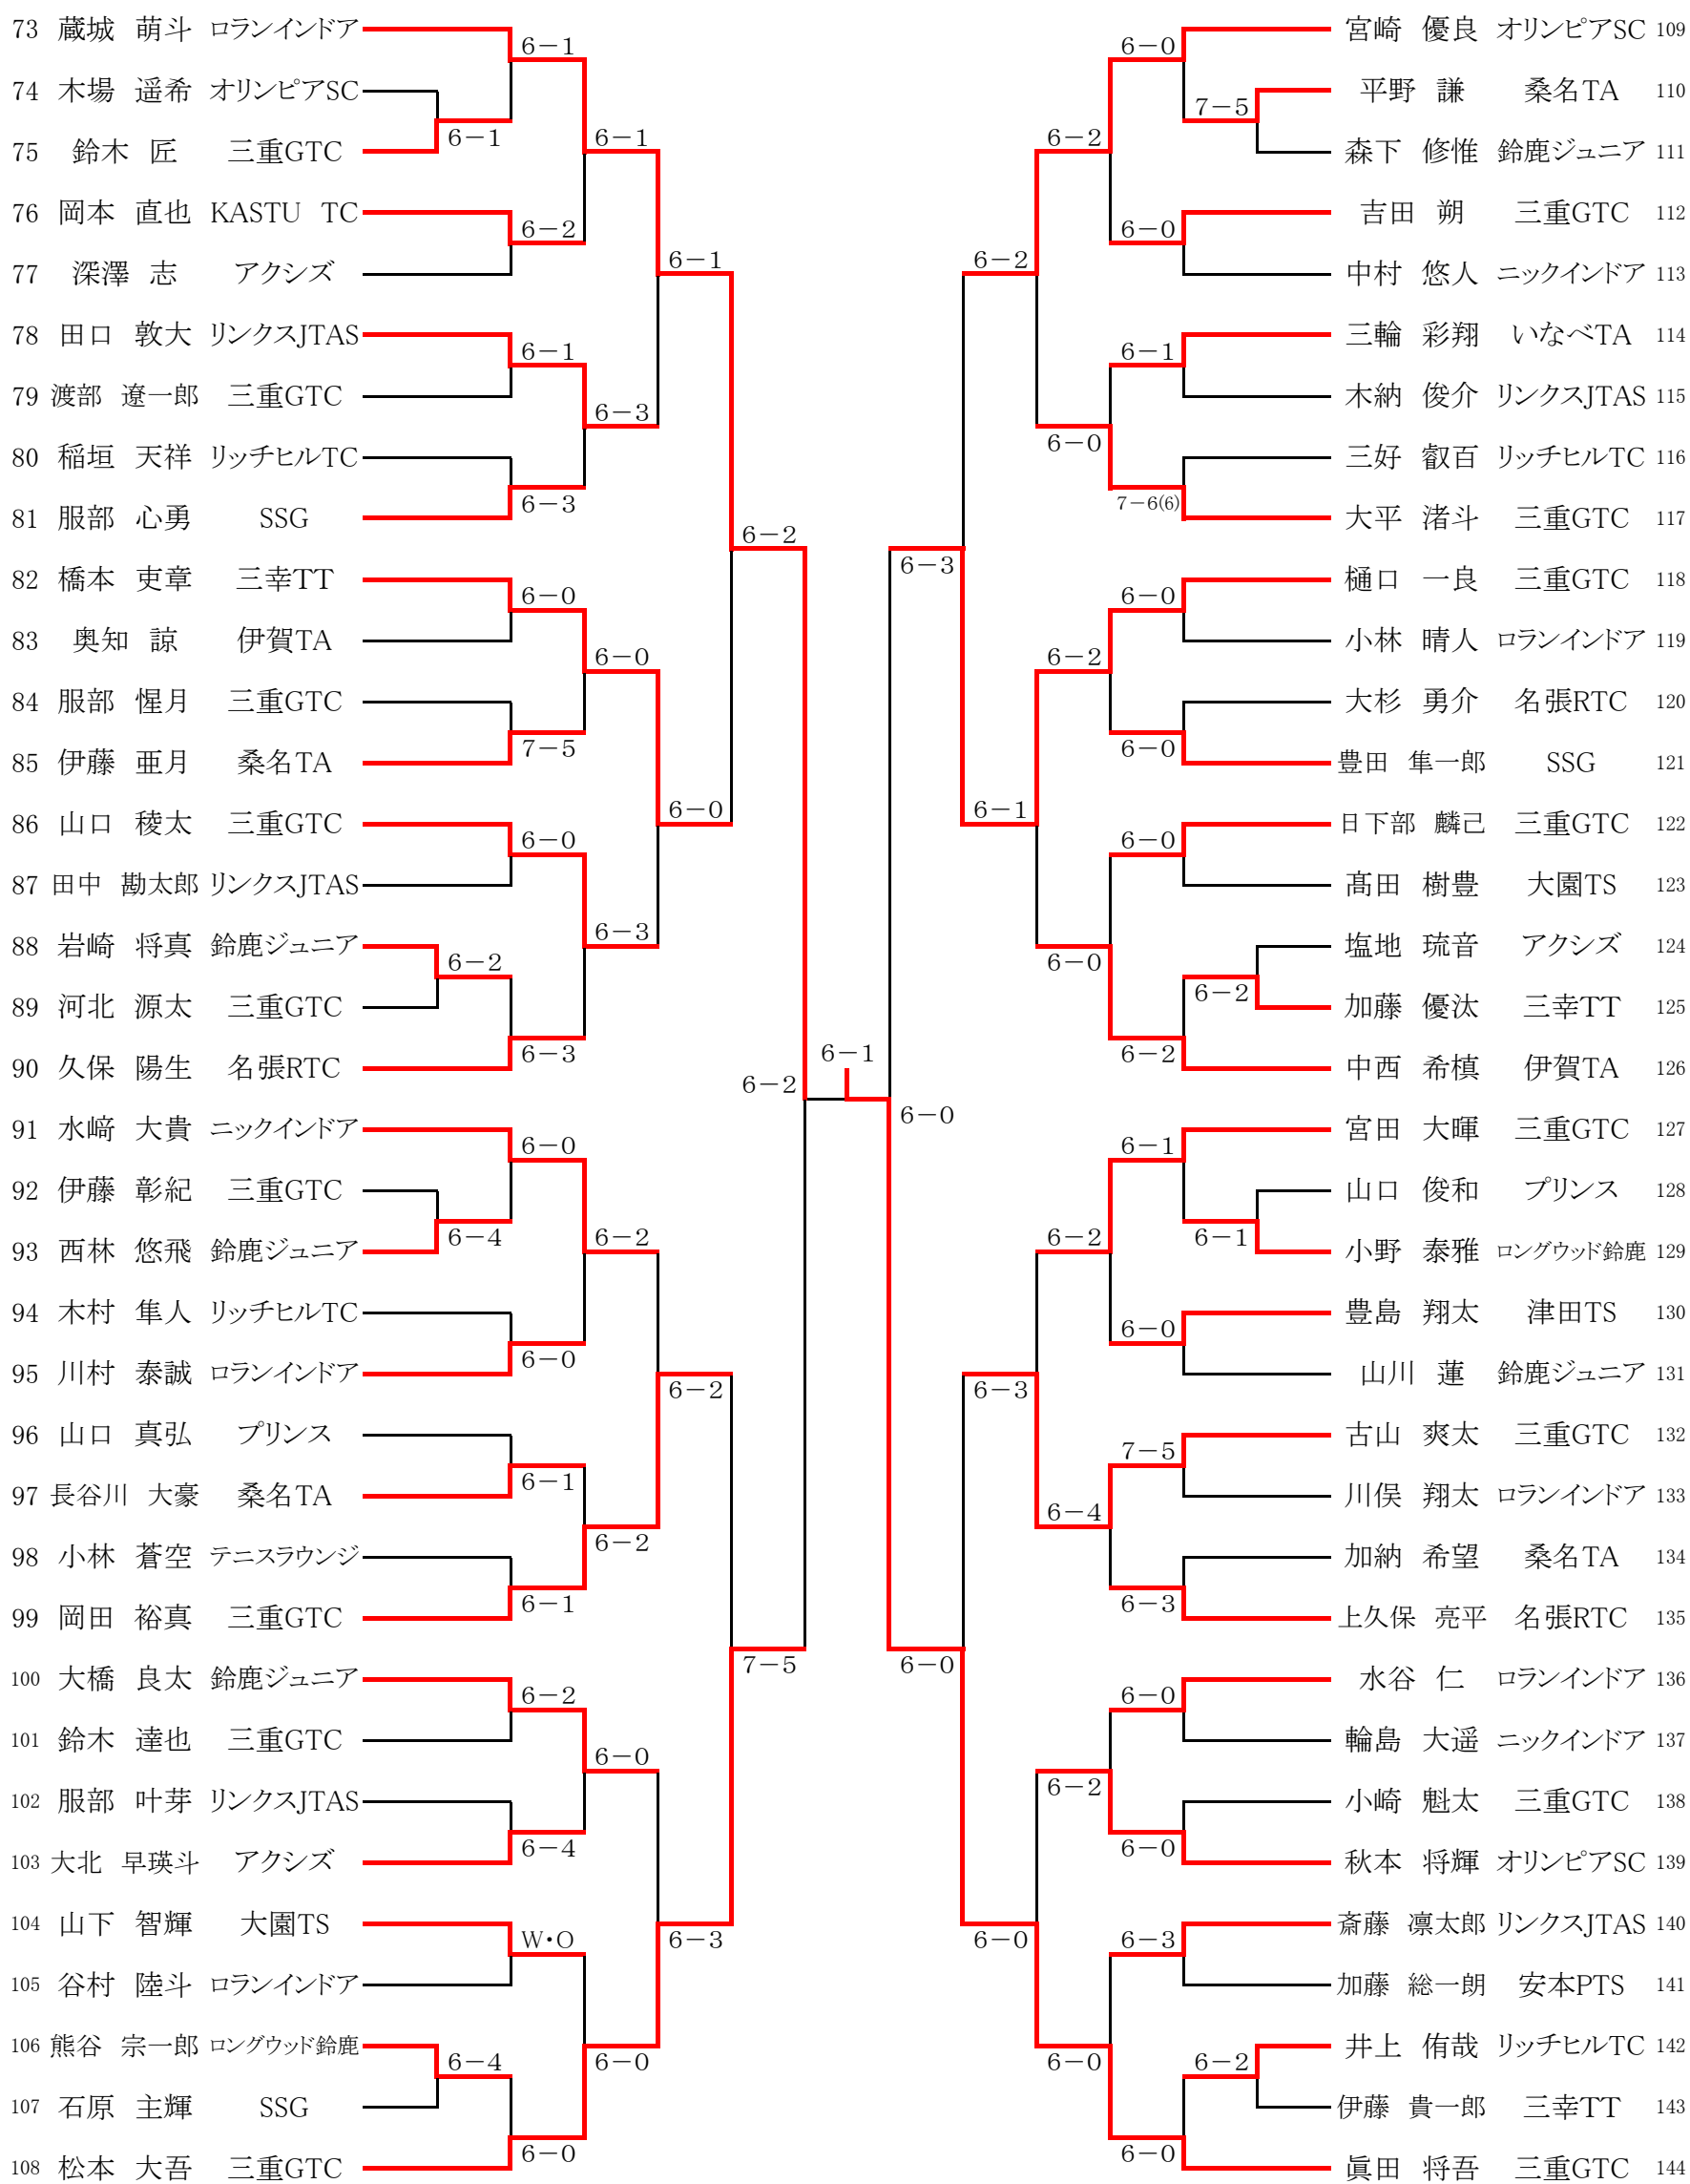 73 蔵城 萌斗 ロランインドア
74 木場 遥希 オリンピアSC
75 鈴木 匠 三重GTC
76 岡本 直也 KASTU TC
77 深澤 志 アクシズ
78 田口 敦大 リンクスJTAS
79 渡部 遼一郎 三重GTC
80 稲垣 天祥 リッチヒルTC
81 服部 心勇 SSG
82 橋本 吏章 三幸TT
83 奥知 諒 伊賀TA
84 服部 惺月 三重GTC
85 伊藤 亜月 桑名TA
86 山口 稜太 三重GTC
87 田中 勘太郎 リンクスJTAS
88 岩崎 将真 鈴鹿ジュニア
89 河北 源太 三重GTC
90 久保 陽生 名張RTC
91 水﨑 大貴 ニックインドア
92 伊藤 彰紀 三重GTC
93 西林 悠飛 鈴鹿ジュニア
94 木村 隼人 リッチヒルTC
95 川村 泰誠 ロランインドア
96 山口 真弘 プリンス
97 長谷川 大豪 桑名TA
98 小林 蒼空 テニスラウンジ
99 岡田 裕真 三重GTC
100 大橋 良太 鈴鹿ジュニア
101 鈴木 達也 三重GTC
102 服部 叶芽 リンクスJTAS
103 大北 早瑛斗 アクシズ
104 山下 智輝 大園TS
105 谷村 陸斗 ロランインドア
106 熊谷 宗一郎 ロングウッド鈴鹿
107 石原 主輝 SSG
108 松本 大吾 三重GTC
6-1
6-1
6-2
6-1
6-3
6-0
7-5
6-0
6-2
6-3
6-0
6-4
6-0
6-1
6-1
6-2
6-4
W・O
6-4
6-0
6-1
6-3
6-0
6-3
6-2
6-2
6-0
6-0
6-1
6-0
6-2
6-3
6-2
7-5
6-2
6-1
6-0
6-3
6-0
6-2
6-1
6-3
6-0
6-2
6-0
6-2
6-0
6-2
6-4
6-2
6-0
6-0
7-5
6-0
6-1
7-6(6)
6-0
6-0
6-0
6-2
6-2
6-1
6-1
6-0
7-5
6-3
6-0
6-0
6-3
6-2
6-0
宮崎 優良 オリンピアSC 109
平野 謙 桑名TA 110
森下 修惟 鈴鹿ジュニア 111
吉田 朔 三重GTC 112
中村 悠人 ニックインドア 113
三輪 彩翔 いなべTA 114
木納 俊介 リンクスJTAS 115
三好 叡百 リッチヒルTC 116
大平 渚斗 三重GTC 117
樋口 一良 三重GTC 118
小林 晴人 ロランインドア 119
大杉 勇介 名張RTC 120
豊田 隼一郎 SSG 121
日下部 麟己 三重GTC 122
髙田 樹豊 大園TS 123
塩地 琉音 アクシズ 124
加藤 優汰 三幸TT 125
中西 希槙 伊賀TA 126
宮田 大暉 三重GTC 127
山口 俊和 プリンス 128
小野 泰雅 ロングウッド鈴鹿 129
豊島 翔太 津田TS 130
山川 蓮 鈴鹿ジュニア 131
古山 爽太 三重GTC 132
川俣 翔太 ロランインドア 133
加納 希望 桑名TA 134
上久保 亮平 名張RTC 135
水谷 仁 ロランインドア 136
輪島 大遥 ニックインドア 137
小崎 魁太 三重GTC 138
秋本 将輝 オリンピアSC 139
斎藤 凛太郎 リンクスJTAS 140
加藤 総一朗 安本PTS 141
井上 侑哉 リッチヒルTC 142
伊藤 貴一郎 三幸TT 143
眞田 将吾 三重GTC 144